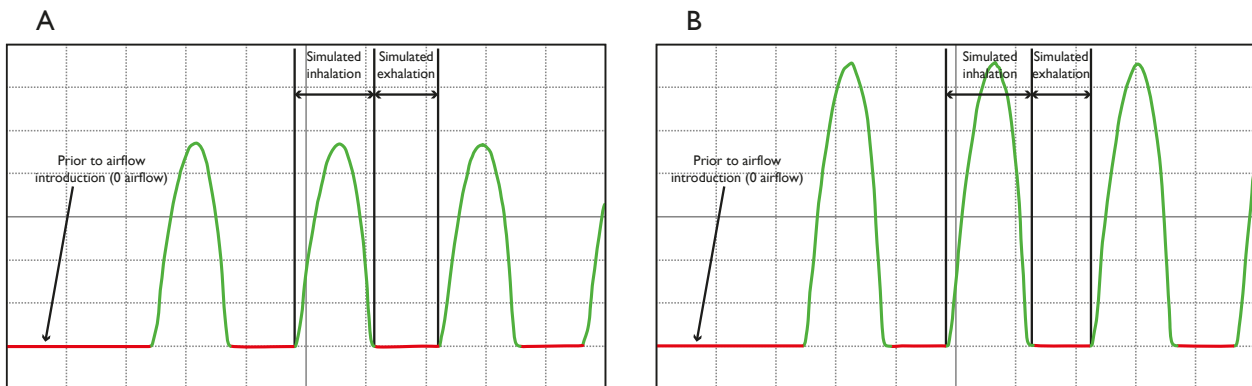 A
Simulated
inhalation
Simulated
exhalation
Prior to airflow
introduction (0 airflow)
B
Simulated
inhalation
Simulated
exhalation
Prior to airflow
introduction (0 airflow)